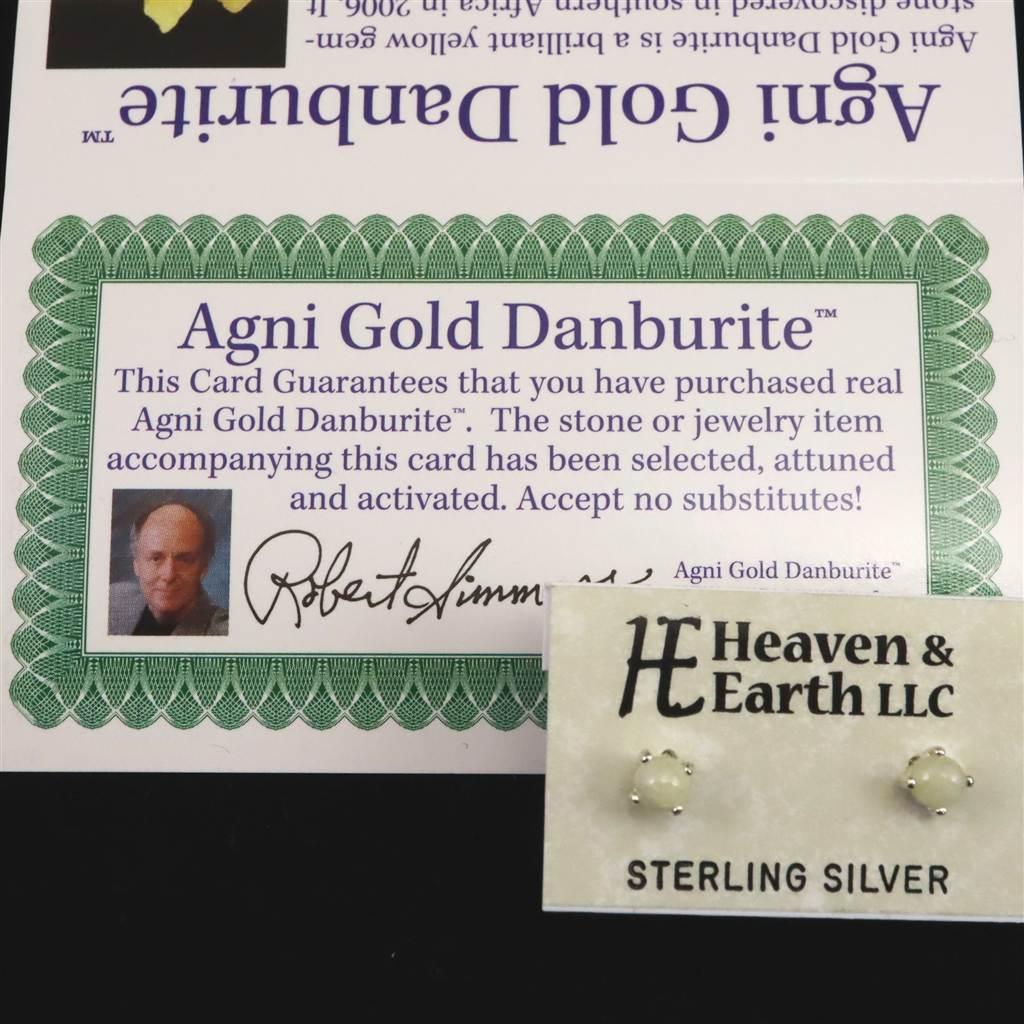 Agni Gold Danburite™
Agni Gold Danburite is a brilliant yellow gem-
stone discovered in southern Africa in 2006. It
Agni Gold Danburite™
This Card Guarantees that you have purchased real
Agni Gold Danburite™. The stone or jewelry item
accompanying this card has been selected, attuned
and activated. Accept no substitutes!
Robert
Agni Gold Danburite™
HE Heaven &
Earth LLC
STERLING SILVER